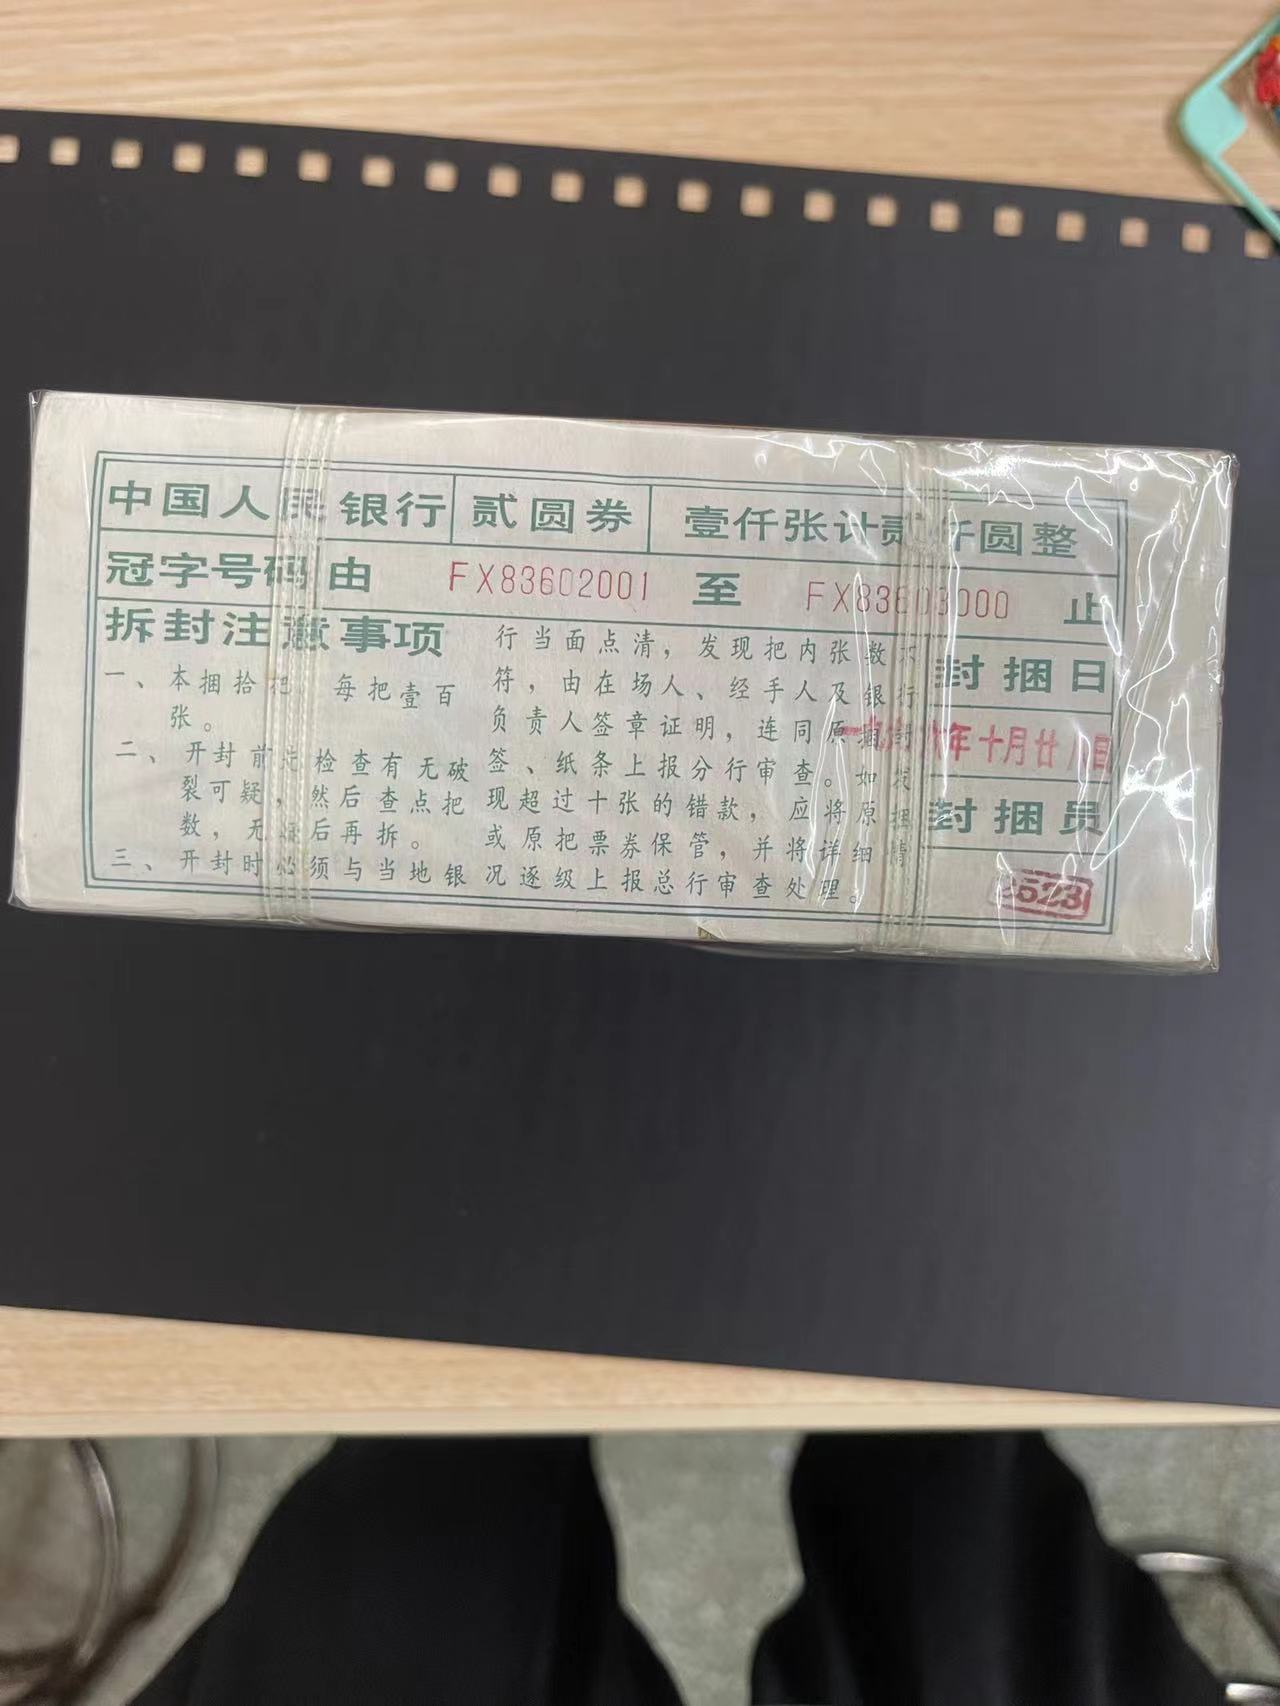 中国人民银行 贰圆券 壹仟张计贰仟圆整
冠字号码由 FX83602001 至 FX83603000 止
拆封注意事项
一、本捆拾把 每把壹百
张。
二、开封前先检查有无破
裂可疑，然后查点把
数，无误后再拆。
三、开封时必须与当地银
行当面点清，发现把内张数不
符，由在场人、经手人及银行
负责人签章证明，连同原捆封
签、纸条上报分行审查。如发
现超过十张的错款，应将原捆
或原把票券保管，并将详细情
况逐级上报总行审查处理。
封捆日
年十月廿八日
封捆员
2523